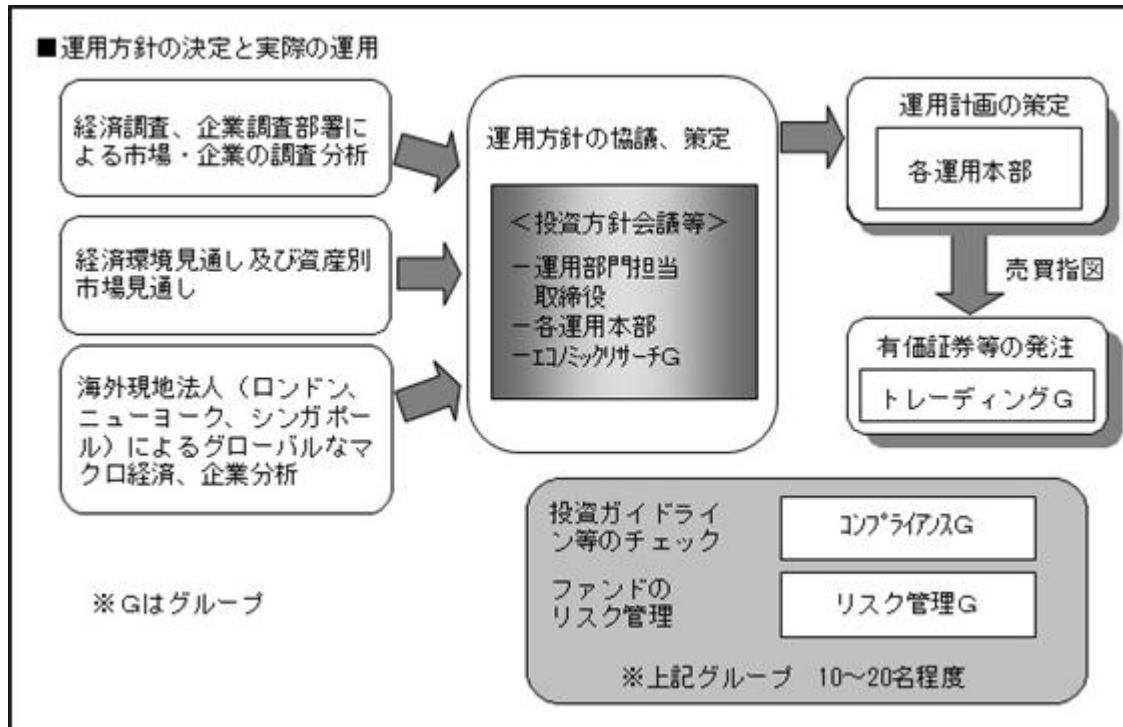 ■運用方針の決定と実際の運用
経済調査、企業調査部署に
よる市場・企業の調査分析
経済環境見通し及び資産別
市場見通し
海外現地法人（ロンドン、
ニューヨーク、シンガポー
ル）によるグローバルなマ
クロ経済、企業分析
※Gはグループ
運用方針の協議、策定
＜投資方針会議等＞
－運用部門担当
取締役
－各運用本部
－ｴｺﾉﾐｯｸﾘｻｰﾁG
運用計画の策定
各運用本部
売買指図
有価証券等の発注
トレーディングG
投資ガイドライ
ン等のチェック
ｺﾝﾌﾟﾗｲｱﾝｽG
ファンドの
リスク管理
リスク管理G
※上記グループ 10～20名程度